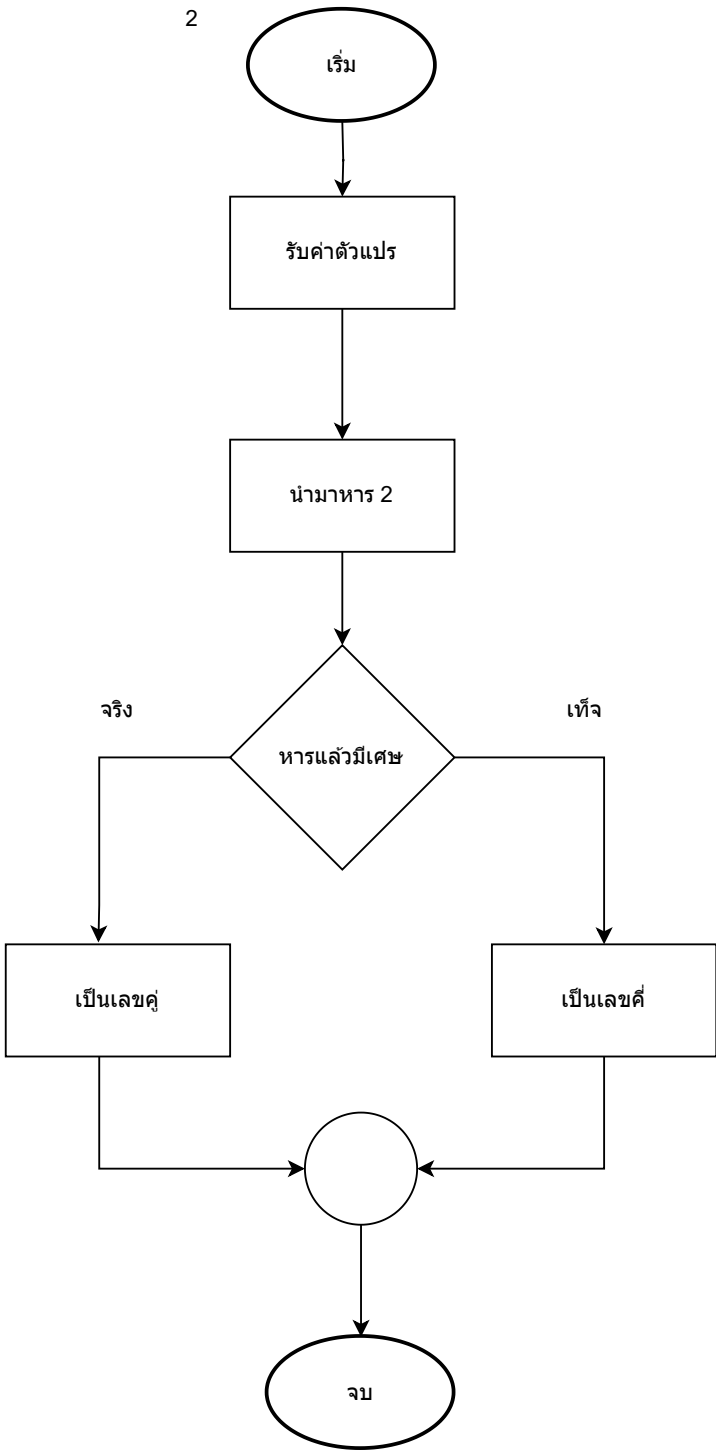 2
เริ่ม
รับค่าตัวแปร
นำมาหาร 2
จริง
เท็จ
หารแล้วมีเศษ
เป็นเลขคู่
เป็นเลขคี่
จบ